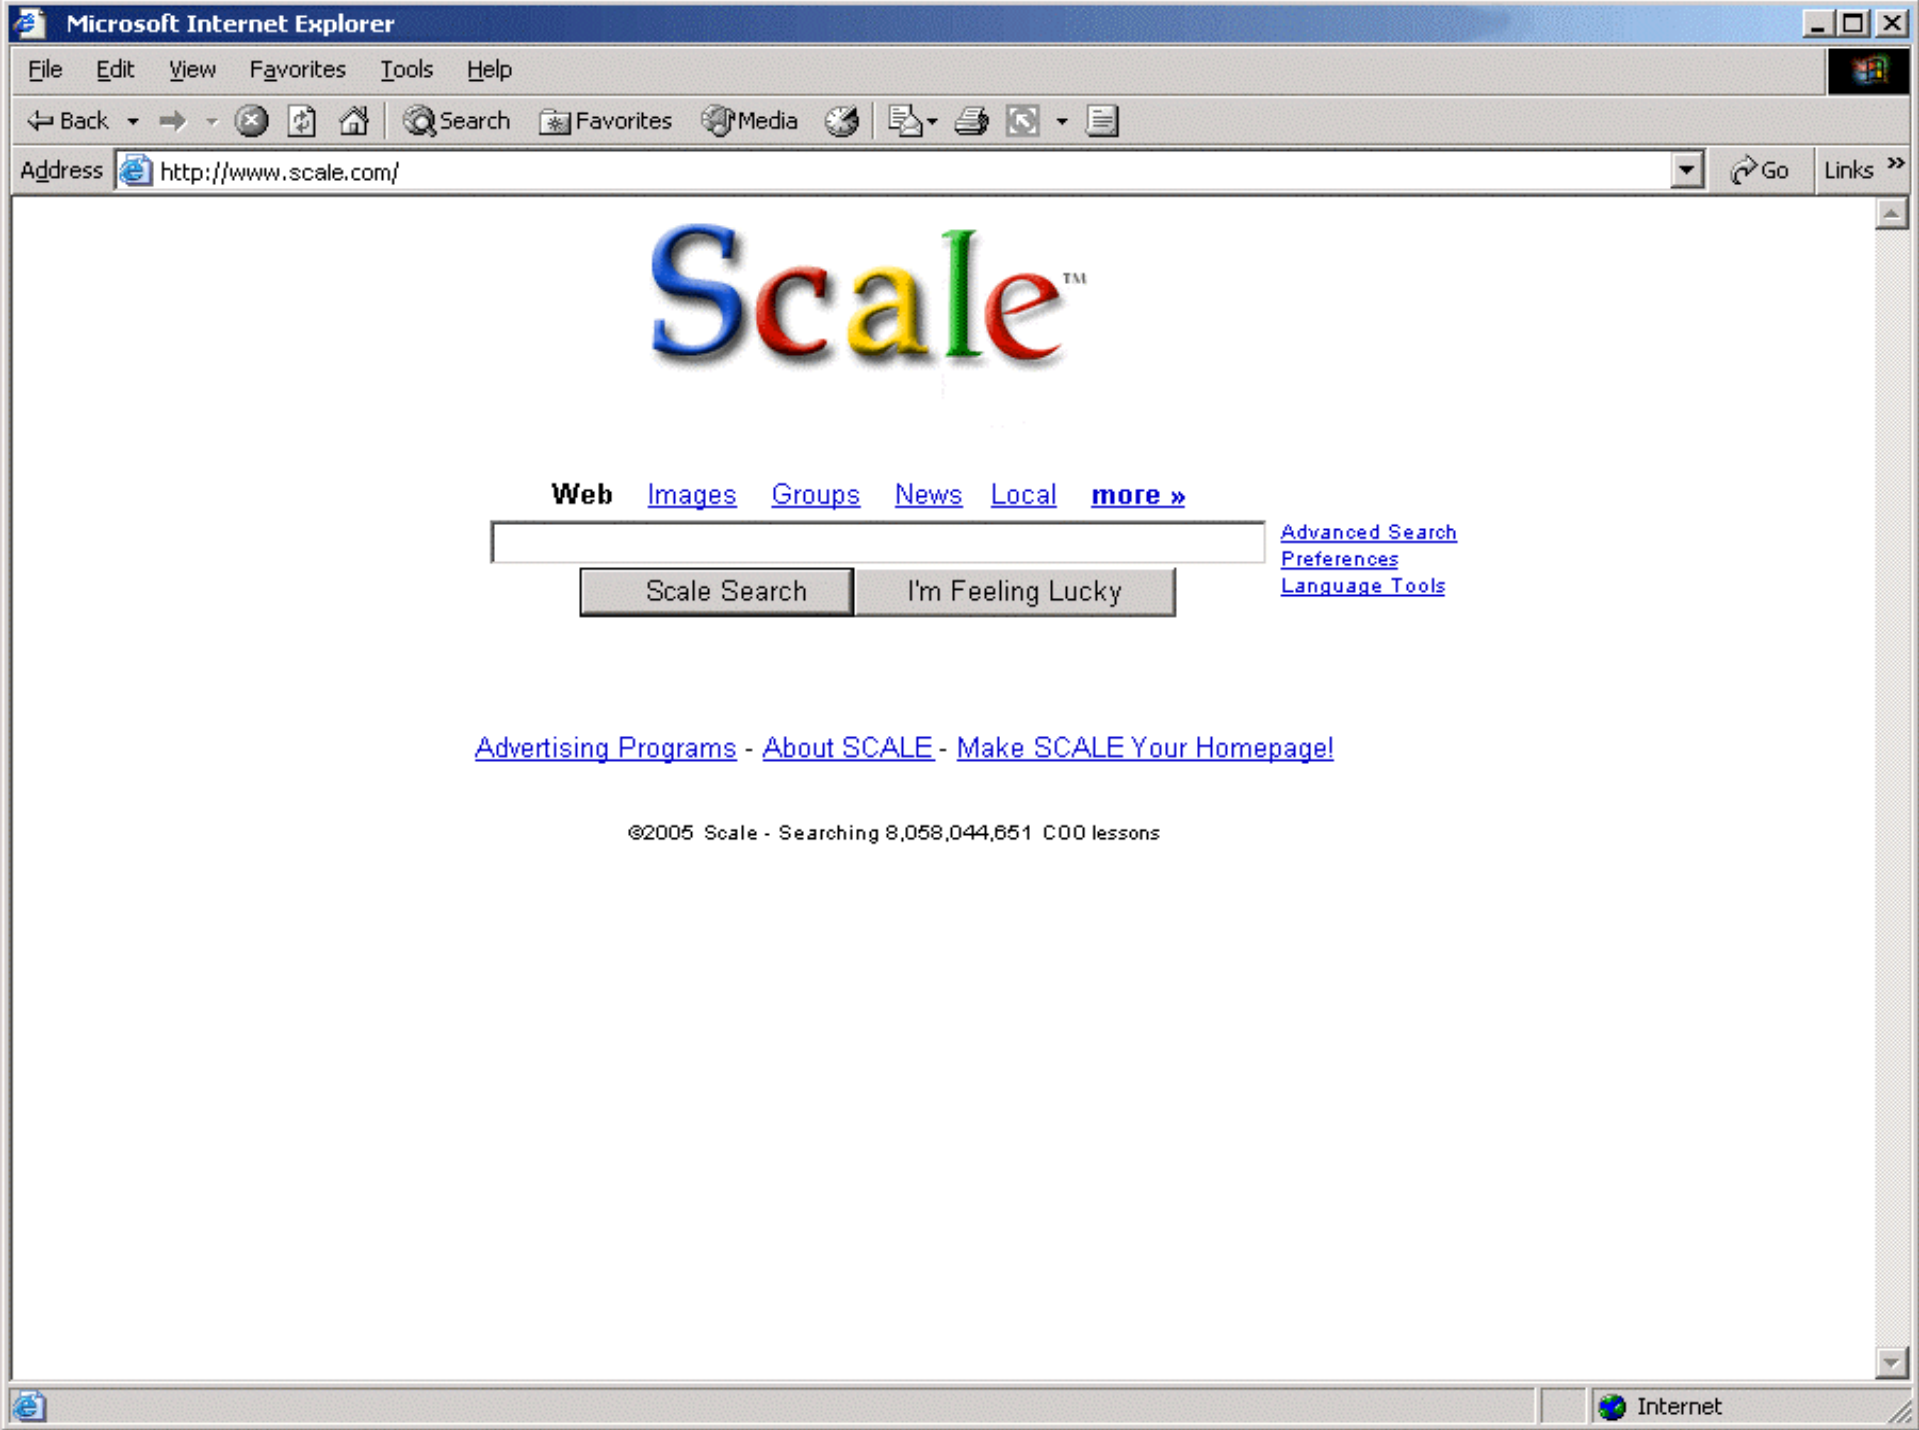 Microsoft Internet Explorer
File Edit View Favorites Tools Help
Back Search Favorites Media
Address http://www.scale.com/ Go Links »
Scale™
Web Images Groups News Local more »
Advanced Search
Preferences
Language Tools
Scale Search I'm Feeling Lucky
Advertising Programs - About SCALE - Make SCALE Your Homepage!
©2005 Scale - Searching 8,058,044,651 COO lessons
Internet